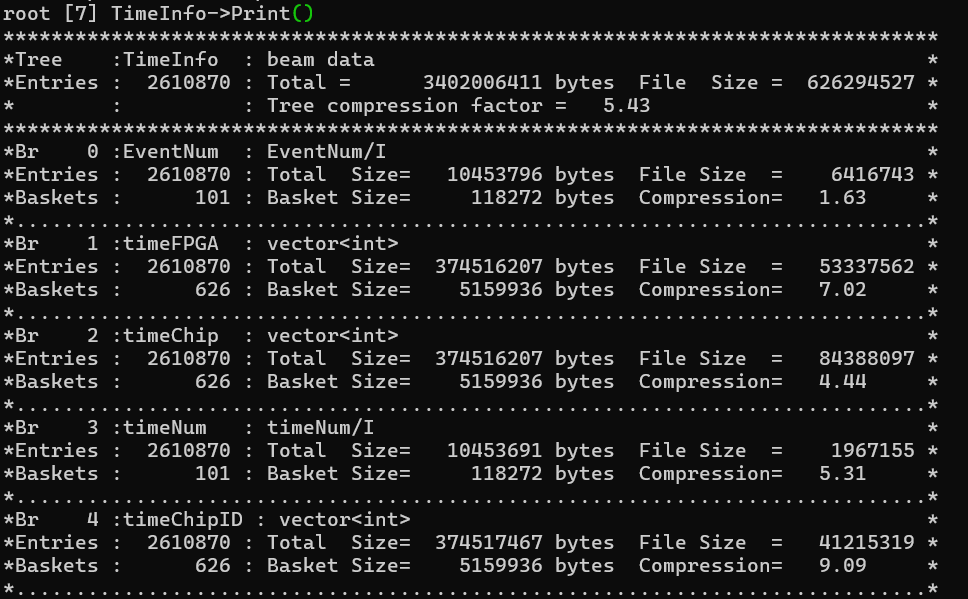 root [7] TimeInfo->Print()
******************************************************************************
*Tree    :TimeInfo  : beam data                                              *
*Entries :  2610870 : Total =      3402006411 bytes  File  Size =  626294527 *
*        :          : Tree compression factor =   5.43                       *
******************************************************************************
*Br    0 :EventNum  : EventNum/I                                             *
*Entries :  2610870 : Total  Size=   10453796 bytes  File Size  =    6416743 *
*Baskets :      101 : Basket Size=     118272 bytes  Compression=   1.63     *
*............................................................................*
*Br    1 :timeFPGA  : vector<int>                                            *
*Entries :  2610870 : Total  Size=  374516207 bytes  File Size  =   53337562 *
*Baskets :      626 : Basket Size=    5159936 bytes  Compression=   7.02     *
*............................................................................*
*Br    2 :timeChip  : vector<int>                                            *
*Entries :  2610870 : Total  Size=  374516207 bytes  File Size  =   84388097 *
*Baskets :      626 : Basket Size=    5159936 bytes  Compression=   4.44     *
*............................................................................*
*Br    3 :timeNum   : timeNum/I                                              *
*Entries :  2610870 : Total  Size=   10453691 bytes  File Size  =    1967155 *
*Baskets :      101 : Basket Size=     118272 bytes  Compression=   5.31     *
*............................................................................*
*Br    4 :timeChipID : vector<int>                                           *
*Entries :  2610870 : Total  Size=  374517467 bytes  File Size  =   41215319 *
*Baskets :      626 : Basket Size=    5159936 bytes  Compression=   9.09     *
*............................................................................*